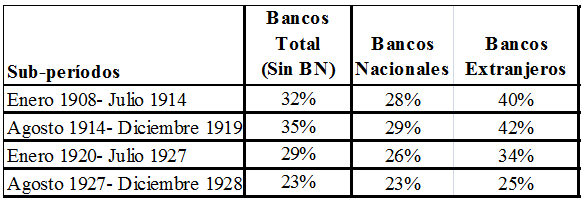 Sub-períodos Bancos Total (Sin BN) Bancos Nacionales Bancos Extranjeros
Enero 1908- Julio 1914 32% 28% 40%
Agosto 1914- Diciembre 1919 35% 29% 42%
Enero 1920- Julio 1927 29% 26% 34%
Agosto 1927- Diciembre 1928 23% 23% 25%